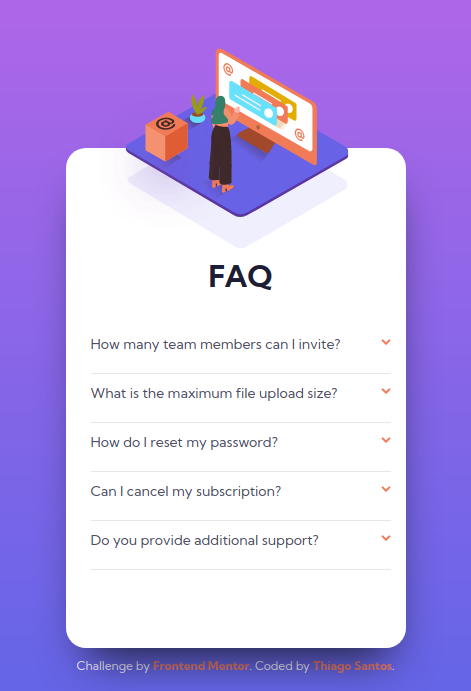 FAQ
How many team members can I invite?
What is the maximum file upload size?
How do I reset my password?
Can I cancel my subscription?
Do you provide additional support?
Challenge by Frontend Mentor. Coded by Thiago Santos.